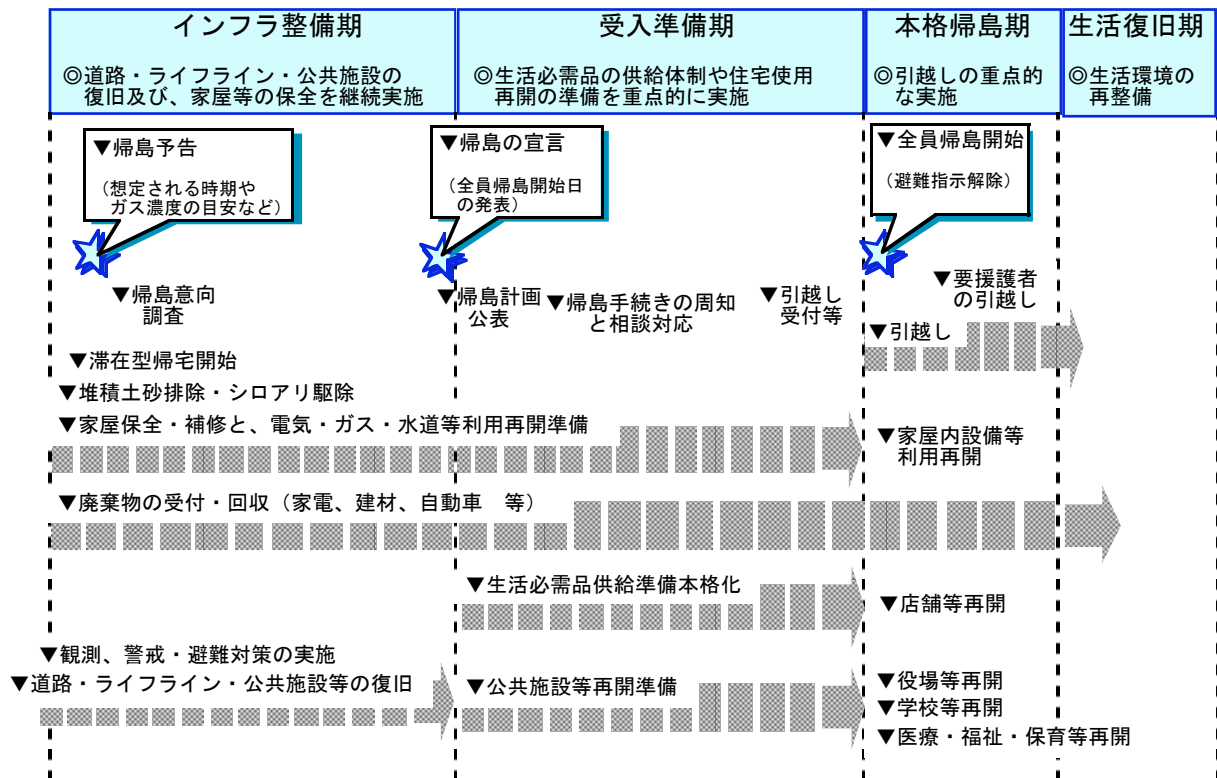 インフラ整備期
◎道路・ライフライン・公共施設の
復旧及び、家屋等の保全を継続実施
受入準備期
◎生活必需品の供給体制や住宅使用
再開の準備を重点的に実施
本格帰島期
◎引越しの重点的
な実施
生活復旧期
◎生活環境の
再整備
▼帰島予告
（想定される時期や
ガス濃度の目安など）
▼帰島の宣言
（全員帰島開始日
の発表）
▼全員帰島開始
（避難指示解除）
▼帰島意向
調査
▼帰島計画
公表
▼帰島手続きの周知
と相談対応
▼引越し
受付等
▼要援護者
の引越し
▼引越し
▼滞在型帰宅開始
▼堆積土砂排除・シロアリ駆除
▼家屋保全・補修と、電気・ガス・水道等利用再開準備
▼家屋内設備等
利用再開
▼廃棄物の受付・回収（家電、建材、自動車　等）
▼生活必需品供給準備本格化
▼店舗等再開
▼観測、警戒・避難対策の実施
▼道路・ライフライン・公共施設等の復旧
▼公共施設等再開準備
▼役場等再開
▼学校等再開
▼医療・福祉・保育等再開